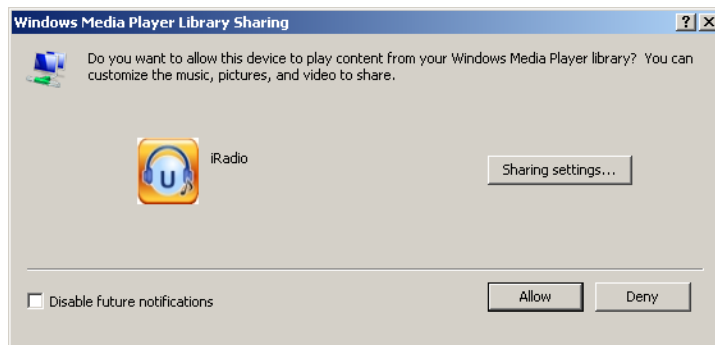 Windows Media Player Library Sharing
Do you want to allow this device to play content from your Windows Media Player library? You can
customize the music, pictures, and video to share.
U
iRadio
Sharing settings...
Disable future notifications
Allow
Deny